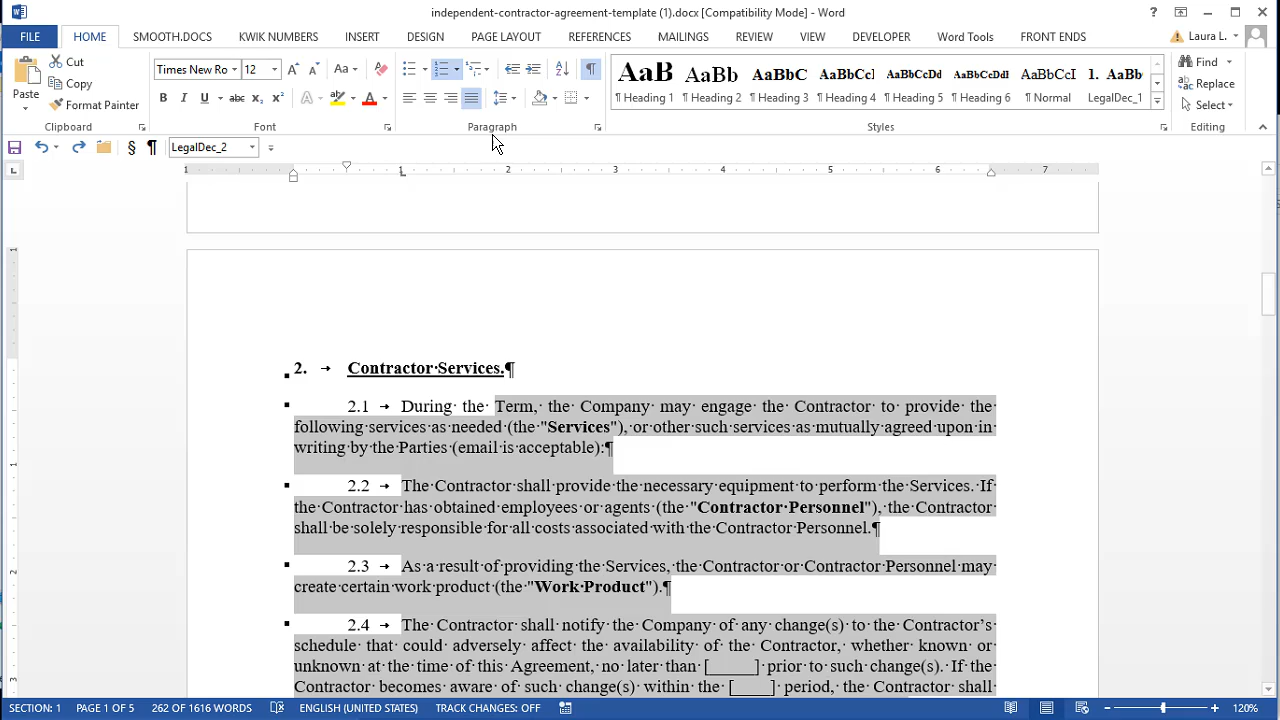 independent-contractor-agreement-template (1).docx [Compatibility Mode] - Word
FILE HOME SMOOTH.DOCS KWIK NUMBERS INSERT DESIGN PAGE LAYOUT REFERENCES MAILINGS REVIEW VIEW DEVELOPER Word Tools FRONT ENDS Laura L.
Paste
Cut
Copy
Format Painter
Clipboard
Times New Ro 12
Font
Paragraph
AaB AaBb AaBbC AaBbCcI AaBbCcDd AaBbCcDdI AaBbCcI 1. AaBb
¶ Heading 1 ¶ Heading 2 ¶ Heading 3 ¶ Heading 4 ¶ Heading 5 ¶ Heading 6 ¶ Normal LegalDec_1
Styles
Find
Replace
Select
Editing
§ ¶ LegalDec_2
1 1 2 3 4 5 6 7
2. → Contractor·Services.¶
2.1 → During· the· Term,· the· Company· may· engage· the· Contractor· to· provide· the·
following·services·as·needed·(the·"Services"),·or·other·such·services·as·mutually·agreed·upon·in·
writing·by·the·Parties·(email·is·acceptable):¶
2.2 → The·Contractor·shall·provide·the·necessary·equipment·to·perform·the·Services.·If·
the·Contractor·has·obtained·employees·or·agents·(the·"Contractor·Personnel"),·the·Contractor·
shall·be·solely·responsible·for·all·costs·associated·with·the·Contractor·Personnel.¶
2.3 → As·a·result·of·providing·the·Services,·the·Contractor·or·Contractor·Personnel·may·
create·certain·work·product·(the·"Work·Product").¶
2.4 → The·Contractor·shall·notify·the·Company·of·any·change(s)·to·the·Contractor's·
schedule· that· could· adversely· affect· the· availability· of· the· Contractor,· whether· known· or·
unknown· at· the· time· of· this· Agreement,· no· later· than· [_____]· prior· to· such· change(s).· If· the·
Contractor· becomes· aware· of· such· change(s)· within· the· [____]· period,· the· Contractor· shall·
SECTION: 1 PAGE 1 OF 5 262 OF 1616 WORDS ENGLISH (UNITED STATES) TRACK CHANGES: OFF 120%